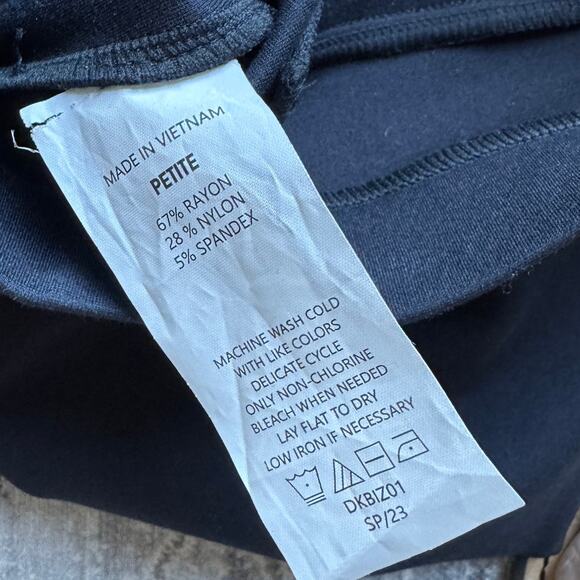 MADE IN VIETNAM
PETITE
67% RAYON
28 % NYLON
5% SPANDEX
MACHINE WASH COLD
WITH LIKE COLORS
DELICATE CYCLE
ONLY NON-CHLORINE
BLEACH WHEN NEEDED
LAY FLAT TO DRY
LOW IRON IF NECESSARY
DKBIZ01
SP/23